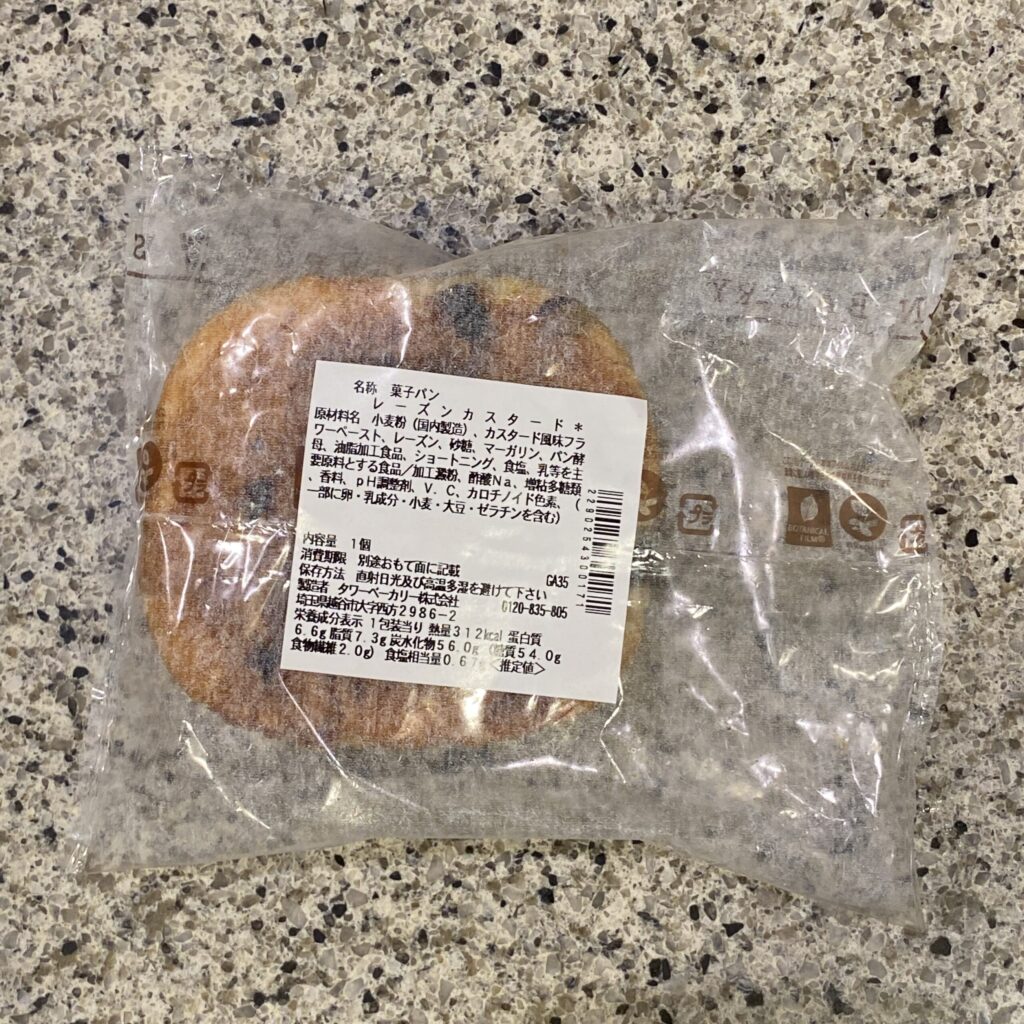 名称 菓子パン
レーズンカスタード*
原材料名 小麦粉(国内製造)、カスタード風味フラ
ワーペースト、レーズン、砂糖、マーガリン、パン酵
母、油脂加工食品、ショートニング、食塩、乳等を主
要原料とする食品/加工澱粉、酢酸Na、増粘多糖類
、香料、pH調整剤、V.C、カロチノイド色素、(
一部に卵・乳成分・小麦・大豆・ゼラチンを含む)
内容量 1個
消費期限 別途おもて面に記載 GA35
保存方法 直射日光及び高温多湿を避けて下さい
製造者 タワーベーカリー株式会社 0120-835-805
埼玉県越谷市大字西方2986-2
栄養成分表示 1包装当り 熱量312kcal 蛋白質
6.6g 脂質7.3g 炭水化物56.0g (糖質54.0g
食物繊維2.0g) 食塩相当量0.67g <推定値>
2290254300171
プラ
プラ
BOTANICAL
FILM®